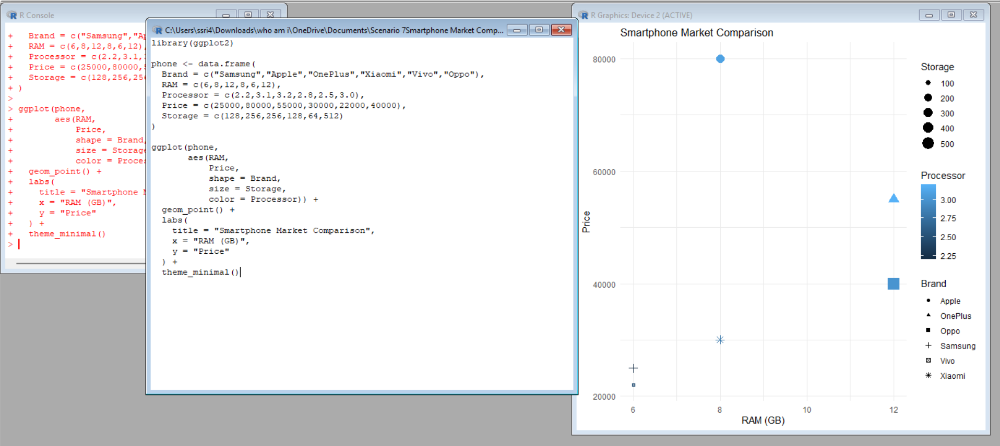 R Console
+   Brand = c("Samsung","Ap
+   RAM = c(6,8,12,8,6,12),
+   Processor = c(2.2,3.1,
+   Price = c(25000,80000,
+   Storage = c(128,256,25
+ )
>
> ggplot(phone,
+        aes(RAM,
+            Price,
+            shape = Brand,
+            size = Storage
+            color = Proces
+   geom_point() +
+   labs(
+     title = "Smartphone
+     x = "RAM (GB)",
+     y = "Price"
+   ) +
+   theme_minimal()
>
C:\Users\ssri4\Downloads\who am i\OneDrive\Documents\Scenario 7Smartphone Market Comp...
library(ggplot2)
phone <- data.frame(
  Brand = c("Samsung","Apple","OnePlus","Xiaomi","Vivo","Oppo"),
  RAM = c(6,8,12,8,6,12),
  Processor = c(2.2,3.1,3.2,2.8,2.5,3.0),
  Price = c(25000,80000,55000,30000,22000,40000),
  Storage = c(128,256,256,128,64,512)
)
ggplot(phone,
       aes(RAM,
           Price,
           shape = Brand,
           size = Storage,
           color = Processor)) +
  geom_point() +
  labs(
    title = "Smartphone Market Comparison",
    x = "RAM (GB)",
    y = "Price"
  ) +
  theme_minimal()
R Graphics: Device 2 (ACTIVE)
Smartphone Market Comparison
80000
60000
40000
20000
Price
6 8 10 12
RAM (GB)
Storage
100
200
300
400
500
Processor
3.00
2.75
2.50
2.25
Brand
Apple
OnePlus
Oppo
Samsung
Vivo
Xiaomi